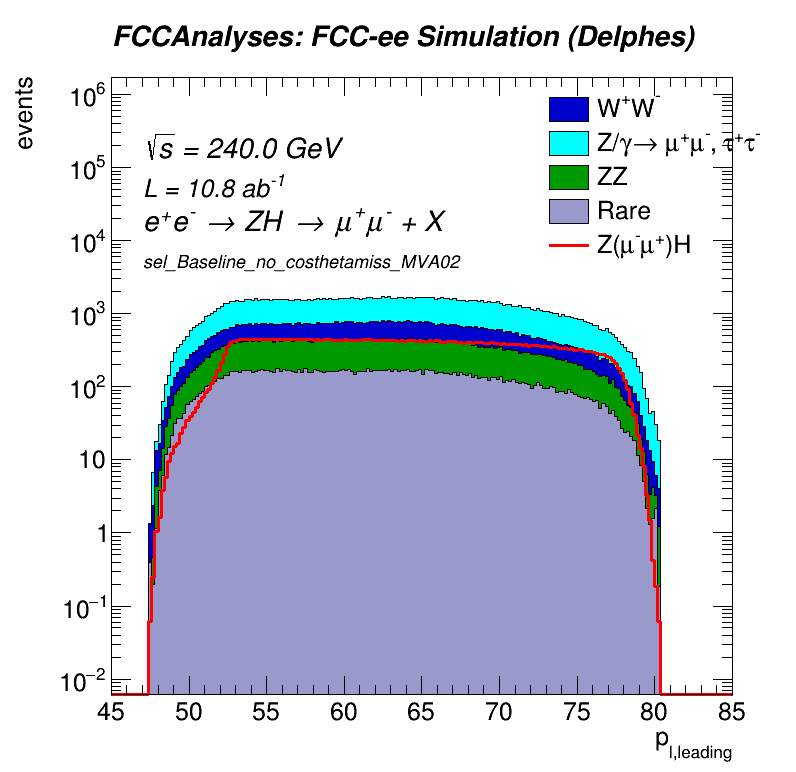 FCCAnalyses: FCC-ee Simulation (Delphes)
events
10⁶
10⁵
10⁴
10³
10²
10
1
10⁻¹
10⁻²
√s = 240.0 GeV
L = 10.8 ab⁻¹
e⁺e⁻ → ZH → μ⁺μ⁻ + X
sel_Baseline_no_costhetamiss_MVA02
W⁺W⁻
Z/γ→ μ⁺μ⁻, τ⁺τ⁻
ZZ
Rare
Z(μ⁻μ⁺)H
45 50 55 60 65 70 75 80 85
p_l,leading